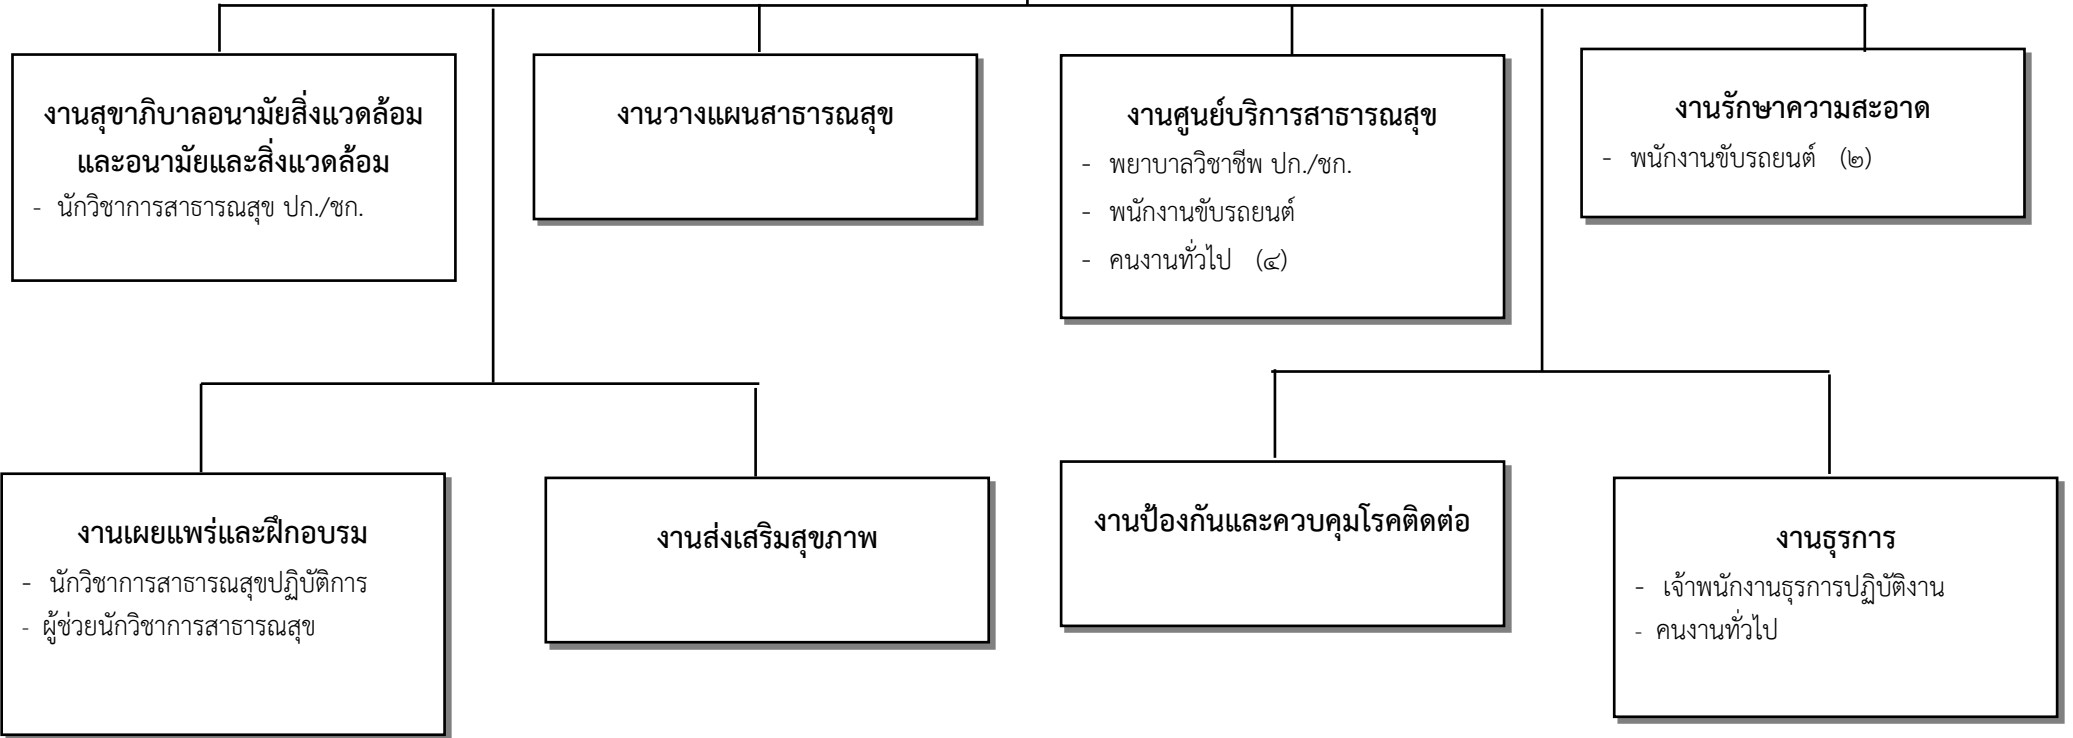 งานสุขาภิบาลอนามัยสิ่งแวดล้อม
และอนามัยและสิ่งแวดล้อม
- นักวิชาการสาธารณสุข ปก./ชก.
งานวางแผนสาธารณสุข
งานศูนย์บริการสาธารณสุข
- พยาบาลวิชาชีพ ปก./ชก.
- พนักงานขับรถยนต์
- คนงานทั่วไป (๔)
งานรักษาความสะอาด
- พนักงานขับรถยนต์ (๒)
งานเผยแพร่และฝึกอบรม
- นักวิชาการสาธารณสุขปฏิบัติการ
- ผู้ช่วยนักวิชาการสาธารณสุข
งานส่งเสริมสุขภาพ
งานป้องกันและควบคุมโรคติดต่อ
งานธุรการ
- เจ้าพนักงานธุรการปฏิบัติงาน
- คนงานทั่วไป